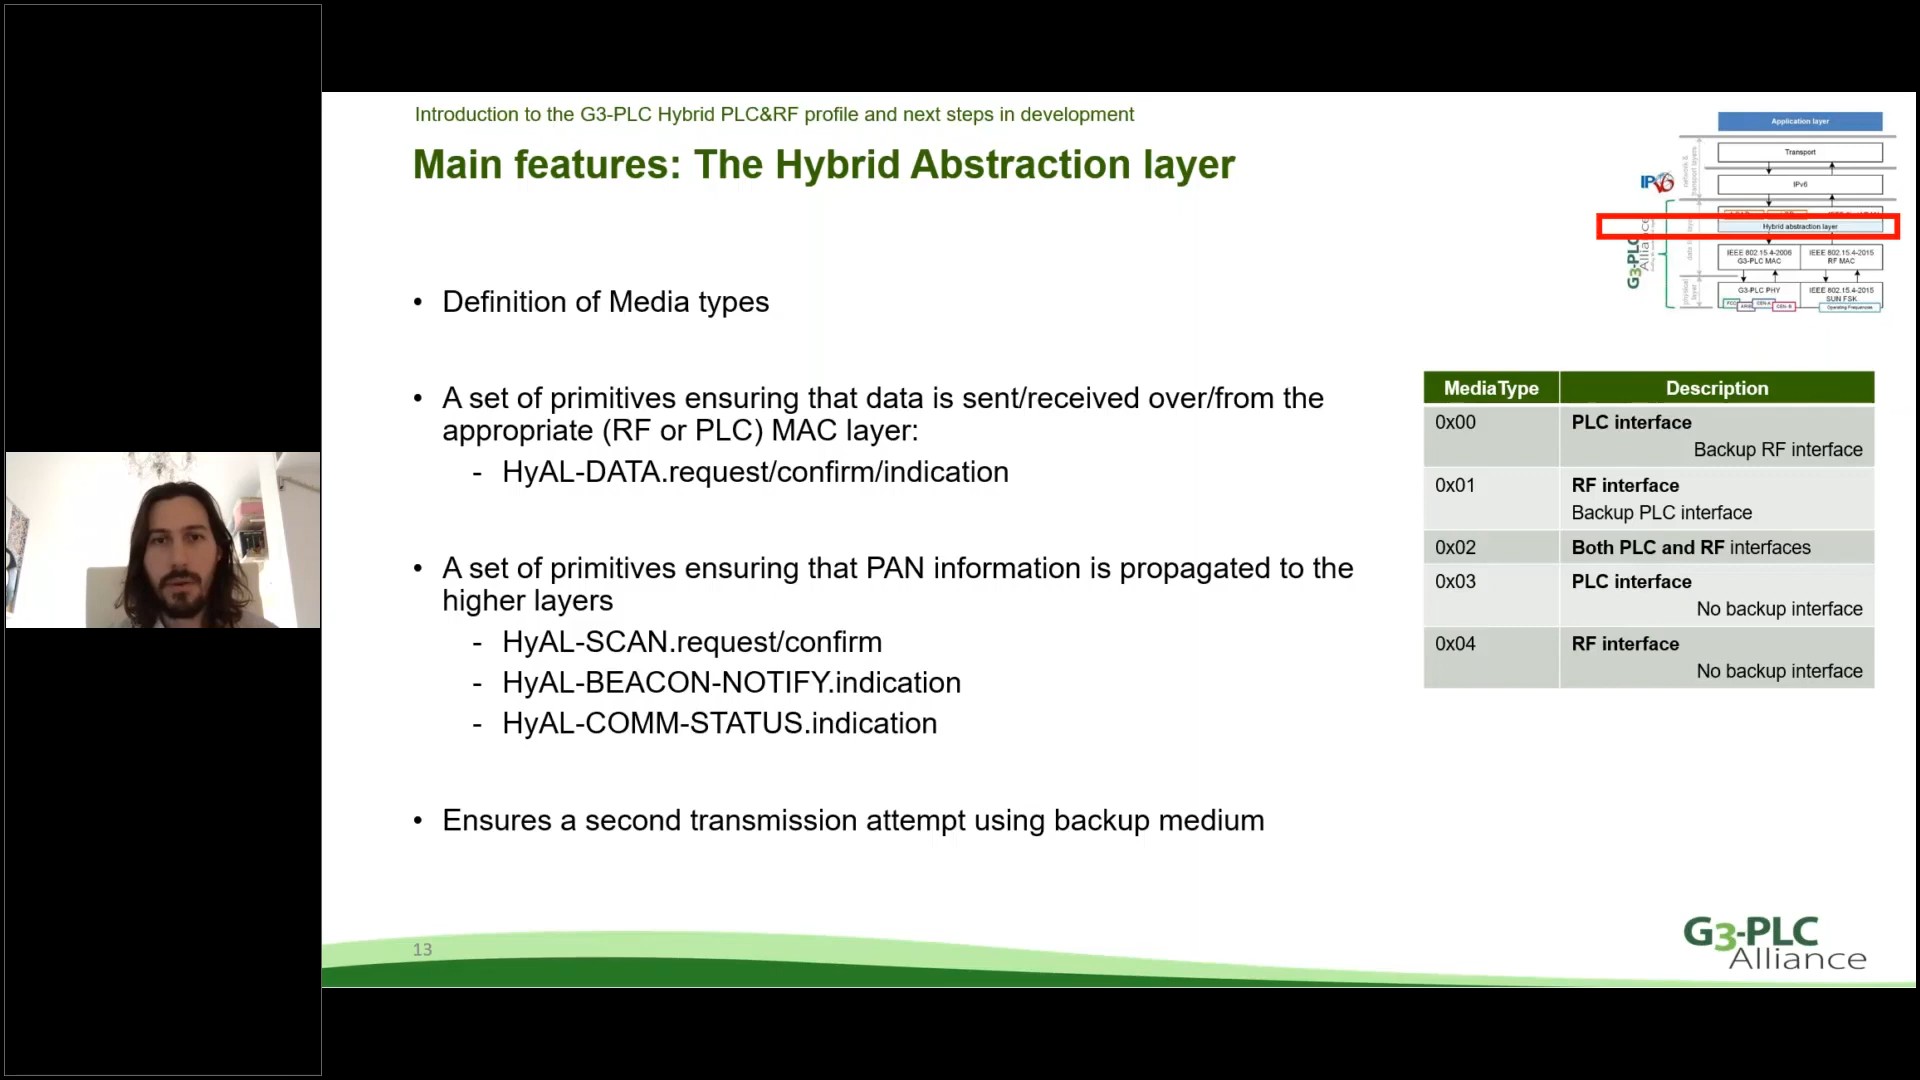 Introduction to the G3-PLC Hybrid PLC&RF profile and next steps in development
Main features: The Hybrid Abstraction layer
• Definition of Media types
• A set of primitives ensuring that data is sent/received over/from the
appropriate (RF or PLC) MAC layer:
- HyAL-DATA.request/confirm/indication
• A set of primitives ensuring that PAN information is propagated to the
higher layers
- HyAL-SCAN.request/confirm
- HyAL-BEACON-NOTIFY.indication
- HyAL-COMM-STATUS.indication
• Ensures a second transmission attempt using backup medium
13
Application layer
Transport
IPv6
IPv6
Hybrid abstraction layer
IEEE 802.15.4-2006
G3-PLC MAC
IEEE 802.15.4-2015
RF MAC
G3-PLC PHY
IEEE 802.15.4-2015
SUN FSK
Operating Frequencies
G3-PLC
Alliance
MediaType Description
0x00 PLC interface
Backup RF interface
0x01 RF interface
Backup PLC interface
0x02 Both PLC and RF interfaces
0x03 PLC interface
No backup interface
0x04 RF interface
No backup interface
G3-PLC
Alliance